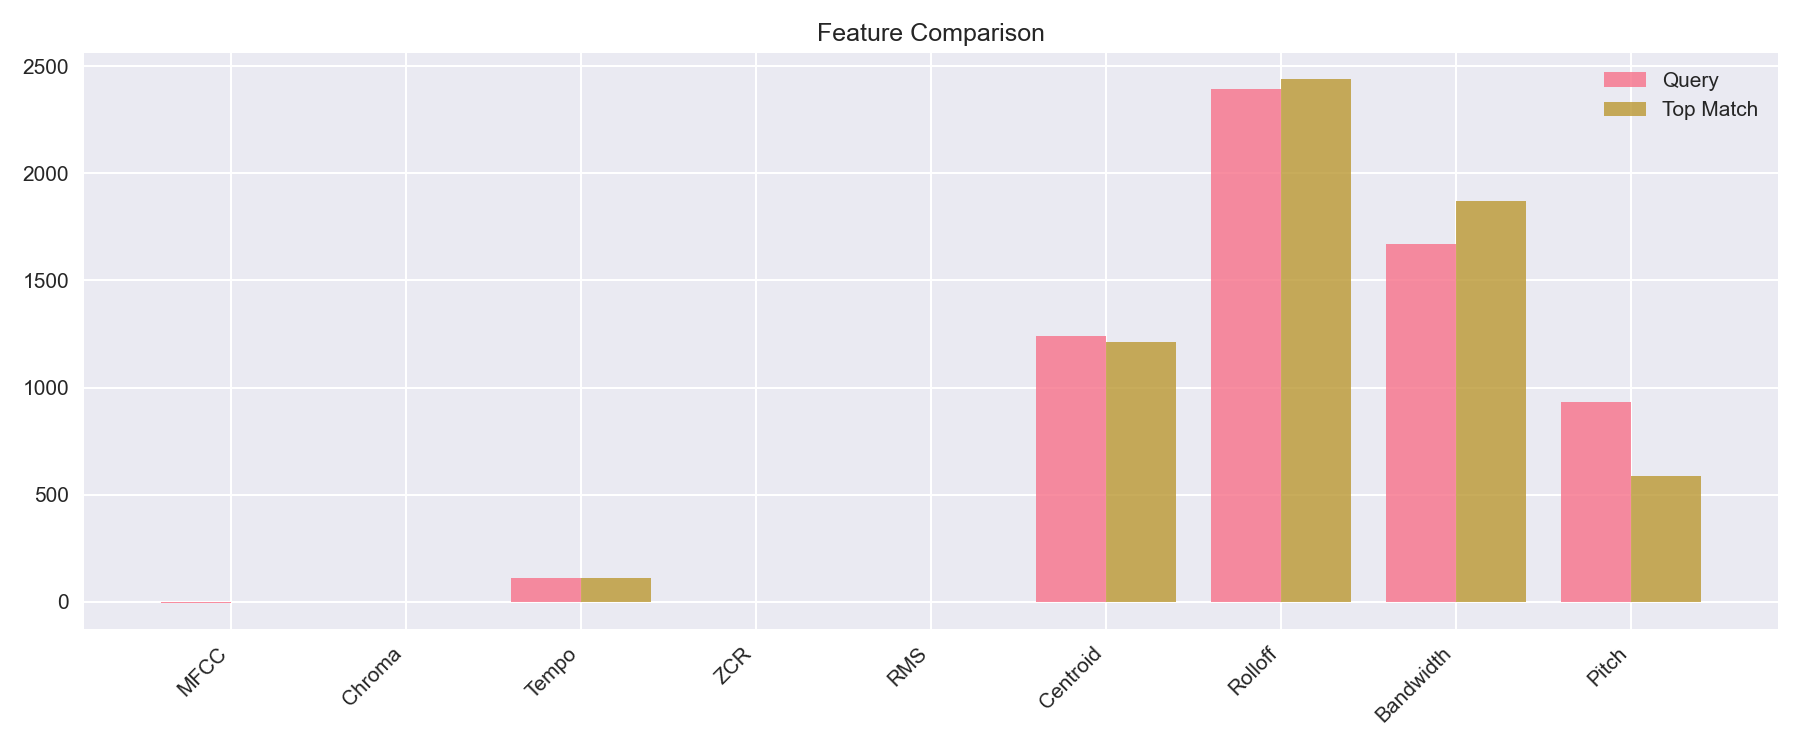 Feature Comparison
2500
2000
1500
1000
500
0
Query
Top Match
MFCC
Chroma
Tempo
ZCR
RMS
Centroid
Rolloff
Bandwidth
Pitch